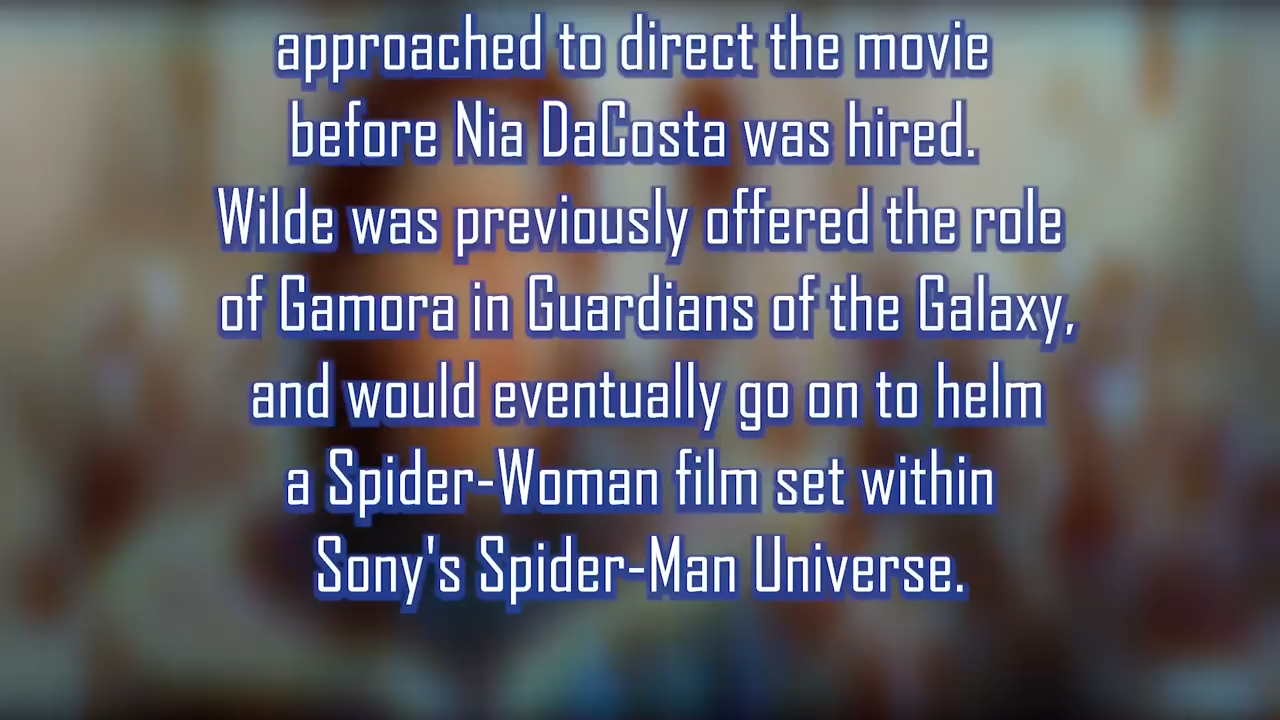 approached to direct the movie
before Nia DaCosta was hired.
Wilde was previously offered the role
of Gamora in Guardians of the Galaxy,
and would eventually go on to helm
a Spider-Woman film set within
Sony's Spider-Man Universe.